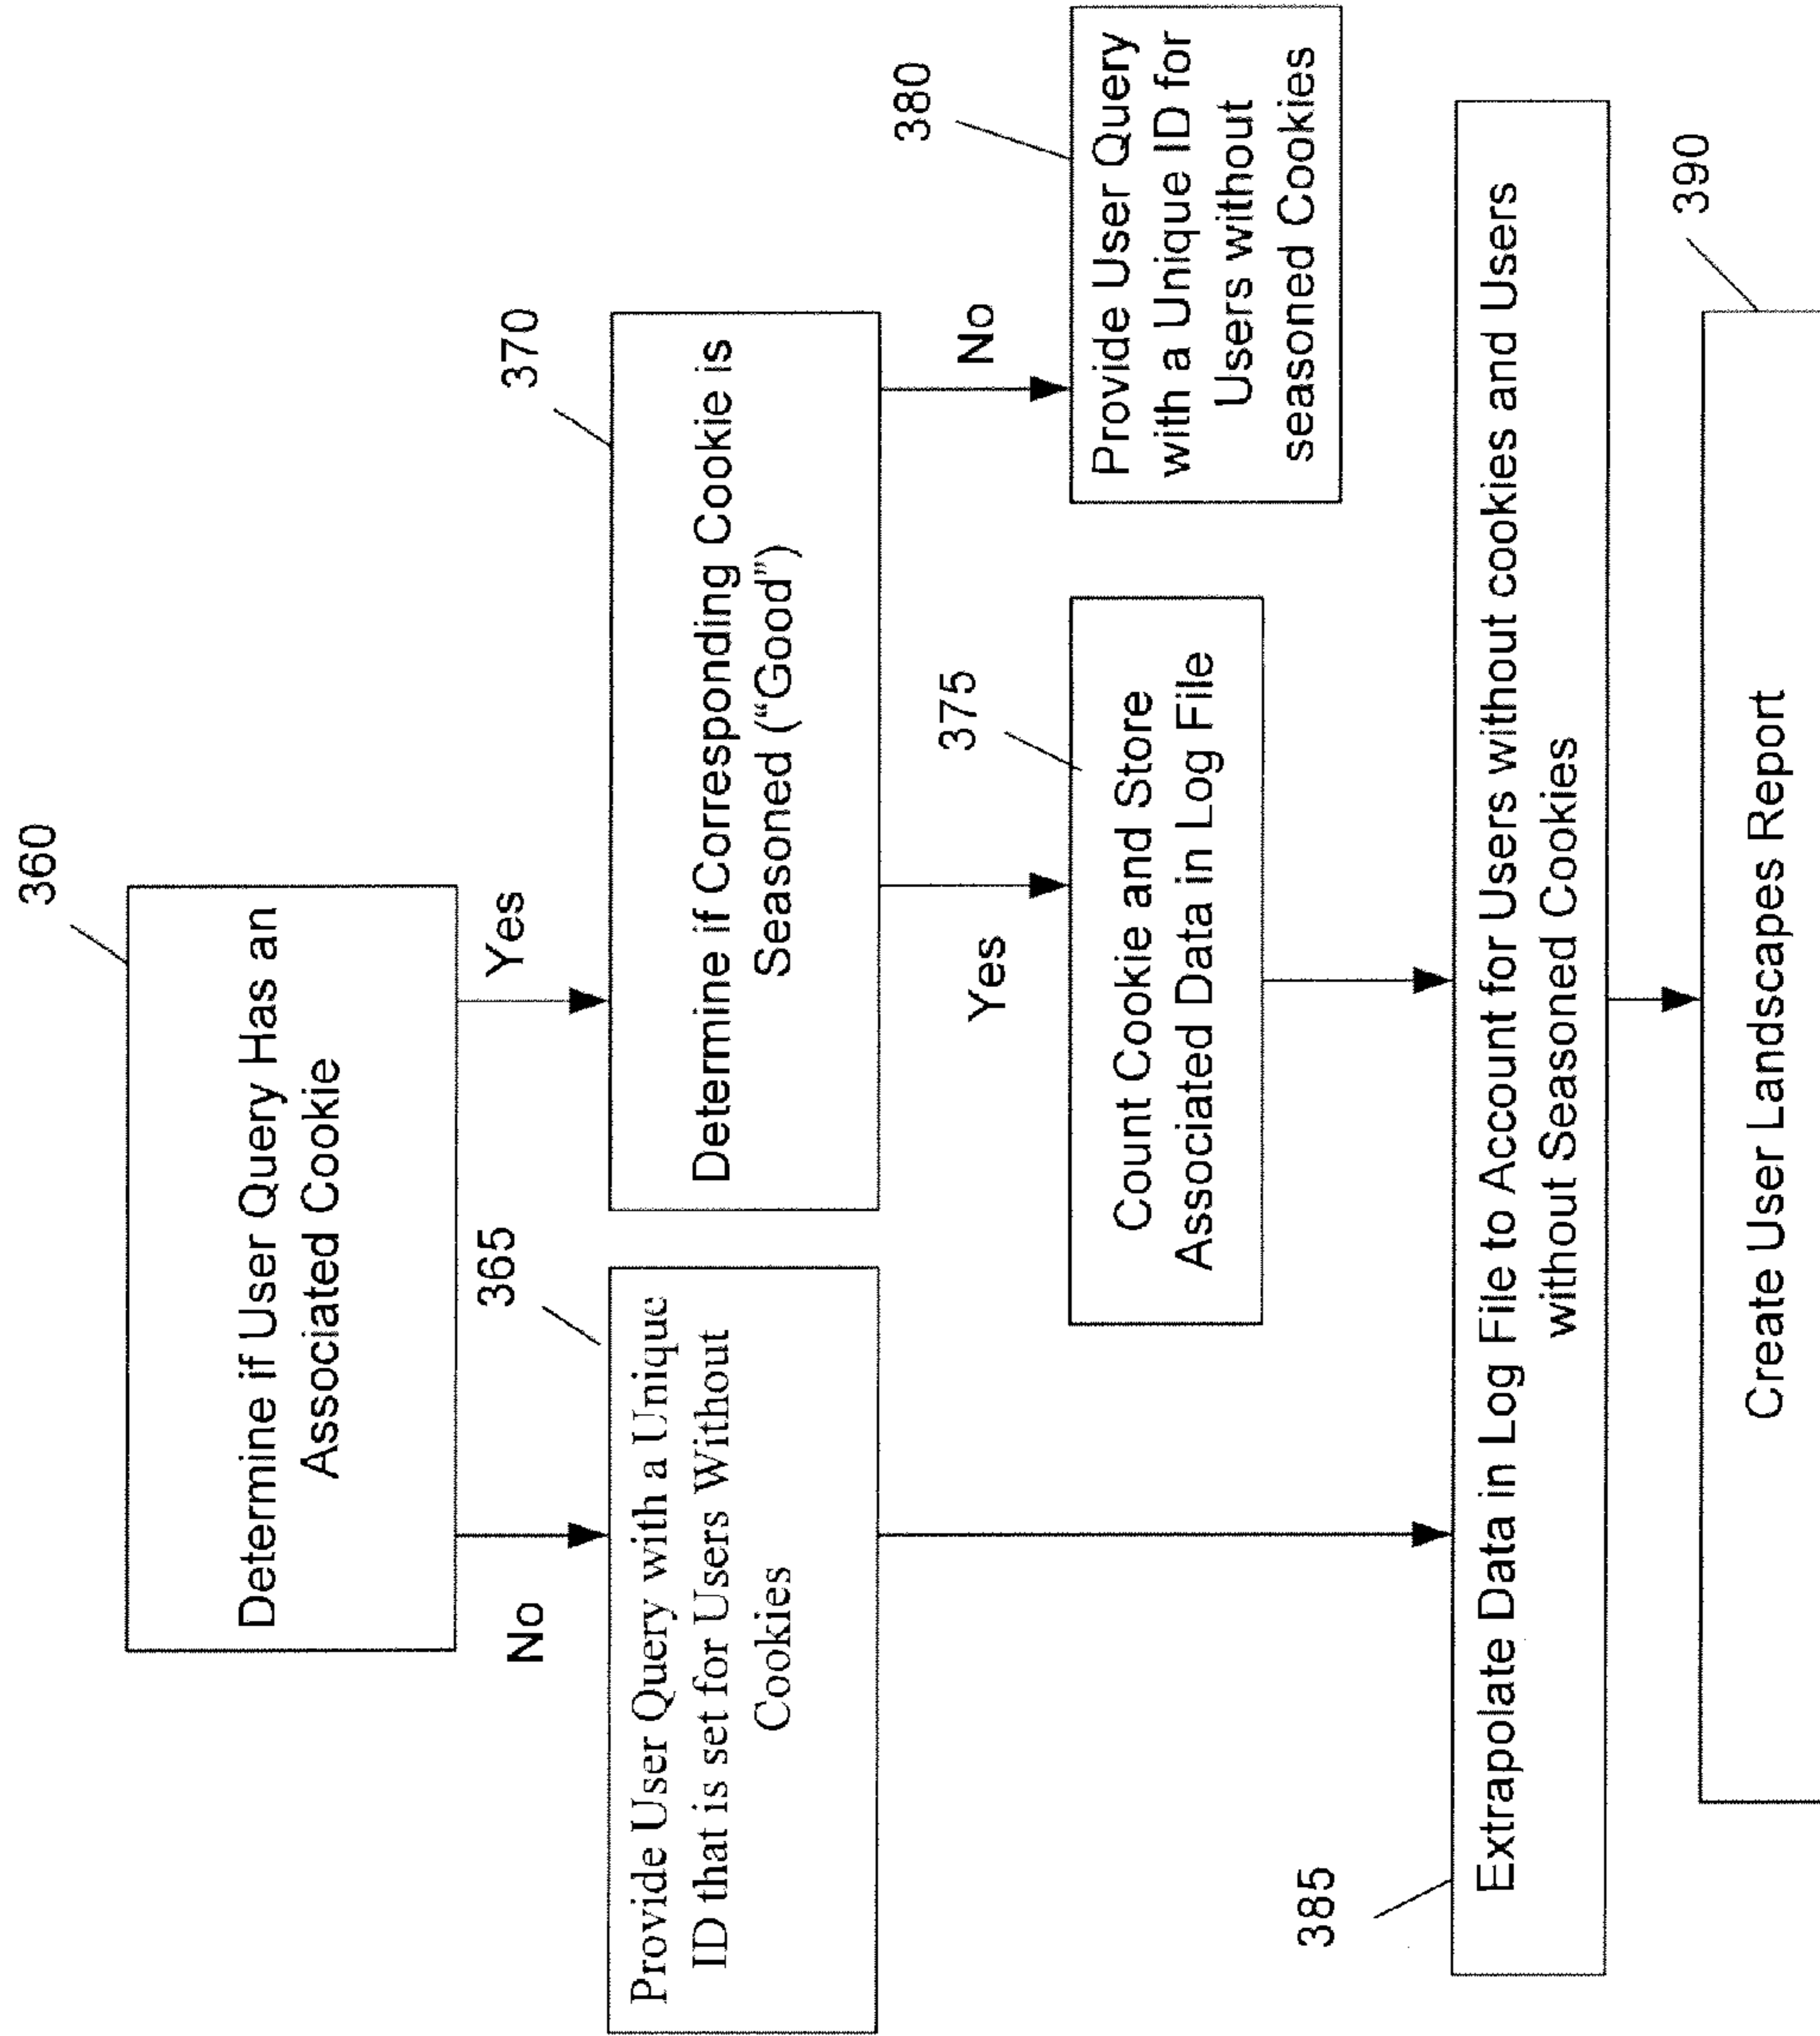 360
Determine if User Query Has an
Associated Cookie
No
Yes
365
Provide User Query with a Unique
ID that is set for Users Without
Cookies
370
Determine if Corresponding Cookie is
Seasoned (“Good”)
Yes
No
375
Count Cookie and Store
Associated Data in Log File
380
Provide User Query
with a Unique ID for
Users without
seasoned Cookies
385
Extrapolate Data in Log File to Account for Users without cookies and Users
without Seasoned Cookies
390
Create User Landscapes Report